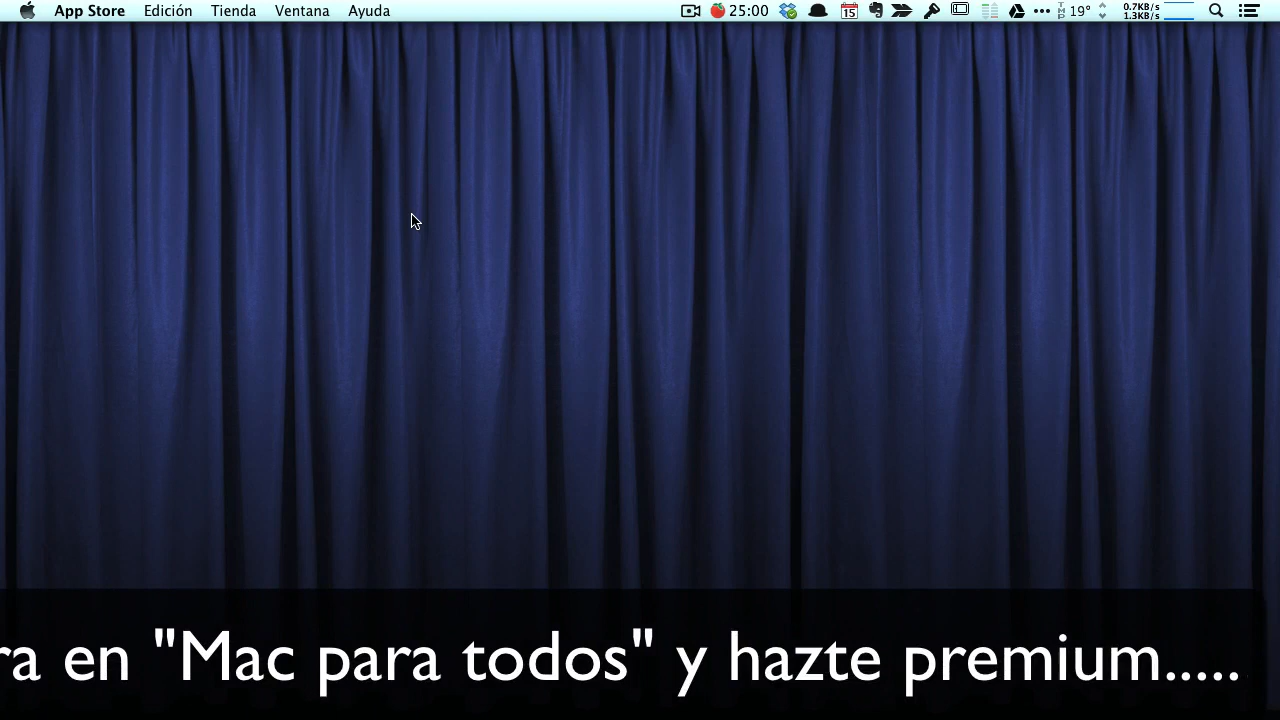 App Store Edición Tienda Ventana Ayuda 25:00 15 TMP 19° 0.7KB/s
1.3KB/s
ra en "Mac para todos" y hazte premium.....